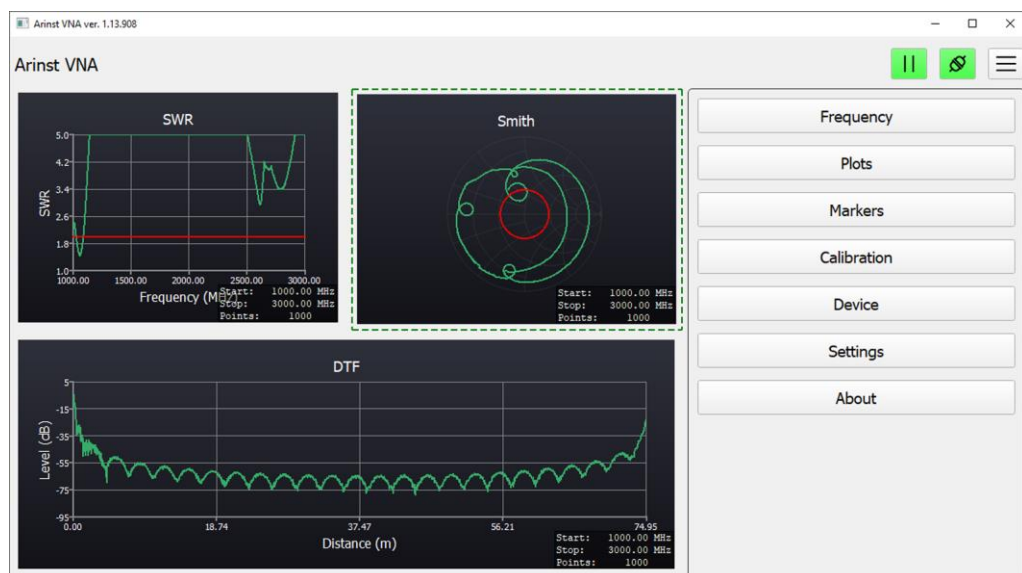 Arinst VNA ver. 1.13.908
Arinst VNA
SWR
5.0
4.2
3.4
2.6
1.8
1.0
SWR
1000.00 1500.00 2000.00 2500.00 3000.00
Frequency (MHz)
Start: 1000.00 MHz
Stop: 3000.00 MHz
Points: 1000
Smith
Start: 1000.00 MHz
Stop: 3000.00 MHz
Points: 1000
DTF
5
-15
-35
-55
-75
-95
Level (dB)
0.00 18.74 37.47 56.21 74.95
Distance (m)
Start: 1000.00 MHz
Stop: 3000.00 MHz
Points: 1000
Frequency
Plots
Markers
Calibration
Device
Settings
About